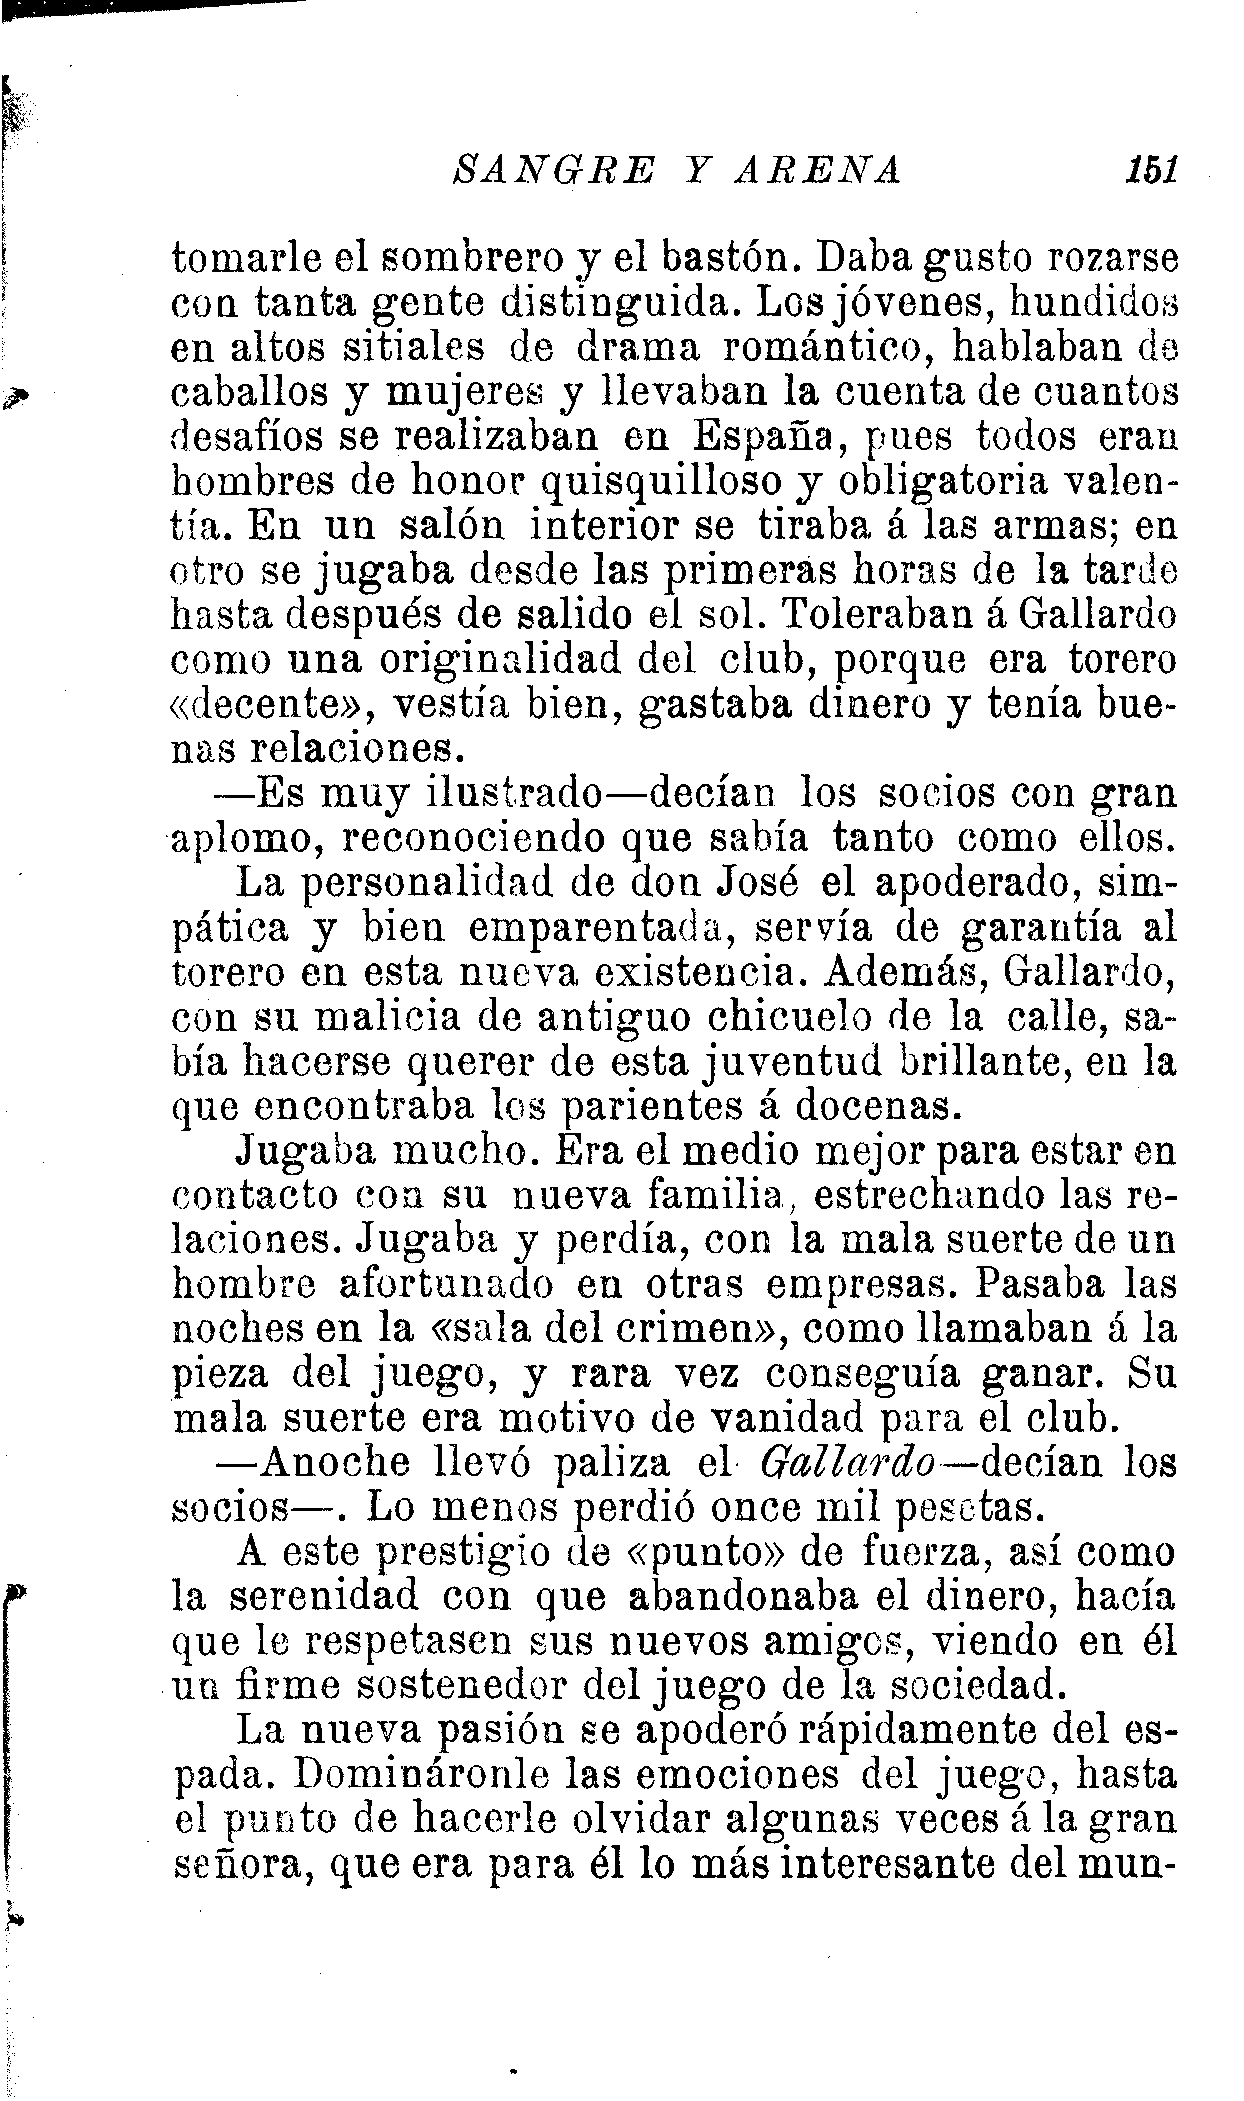 SANGRE Y ARENA 151
tomarle el sombrero y el bastón. Daba gusto rozarse
con tanta gente distinguida. Los jóvenes, hundidos
en altos sitiales de drama romántico, hablaban de
caballos y mujeres y llevaban la cuenta de cuantos
desafíos se realizaban en España, pues todos eran
hombres de honor quisquilloso y obligatoria valen-
tía. En un salón interior se tiraba á las armas; en
otro se jugaba desde las primeras horas de la tarde
hasta después de salido el sol. Toleraban á Gallardo
como una originalidad del club, porque era torero
«decente», vestía bien, gastaba dinero y tenía bue-
nas relaciones.
—Es muy ilustrado—decían los socios con gran
aplomo, reconociendo que sabía tanto como ellos.
La personalidad de don José el apoderado, sim-
pática y bien emparentada, servía de garantía al
torero en esta nueva existencia. Además, Gallardo,
con su malicia de antiguo chicuelo de la calle, sa-
bía hacerse querer de esta juventud brillante, en la
que encontraba los parientes á docenas.
Jugaba mucho. Era el medio mejor para estar en
contacto con su nueva familia, estrechando las re-
laciones. Jugaba y perdía, con la mala suerte de un
hombre afortunado en otras empresas. Pasaba las
noches en la «sala del crimen», como llamaban á la
pieza del juego, y rara vez conseguía ganar. Su
mala suerte era motivo de vanidad para el club.
—Anoche llevó paliza el Gallardo—decían los
socios—. Lo menos perdió once mil pesetas.
A este prestigio de «punto» de fuerza, así como
la serenidad con que abandonaba el dinero, hacía
que le respetasen sus nuevos amigos, viendo en él
un firme sostenedor del juego de la sociedad.
La nueva pasión se apoderó rápidamente del es-
pada. Domináronle las emociones del juego, hasta
el punto de hacerle olvidar algunas veces á la gran
señora, que era para él lo más interesante del mun-